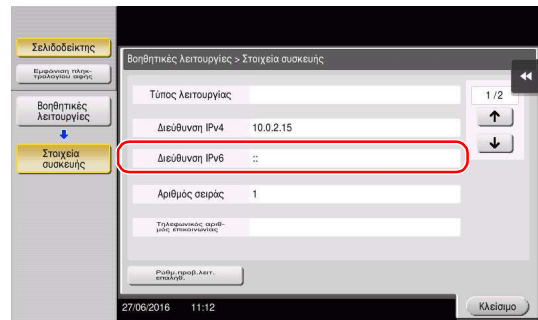 Σελιδοδείκτης
Εμφάνιση πληκ-
τρολογίου αφής
Βοηθητικές
λειτουργίες
Στοιχεία
συσκευής
Βοηθητικές λειτουργίες > Στοιχεία συσκευής
Τύπος λειτουργίας
1 /2
Διεύθυνση IPv4 10.0.2.15
Διεύθυνση IPv6 ::
Αριθμός σειράς 1
Τηλεφωνικός αριθ-
μός επικοινωνίας
Ρύθμ.προβ.λειτ.
επαλήθ.
27/06/2016 11:12
Κλείσιμο